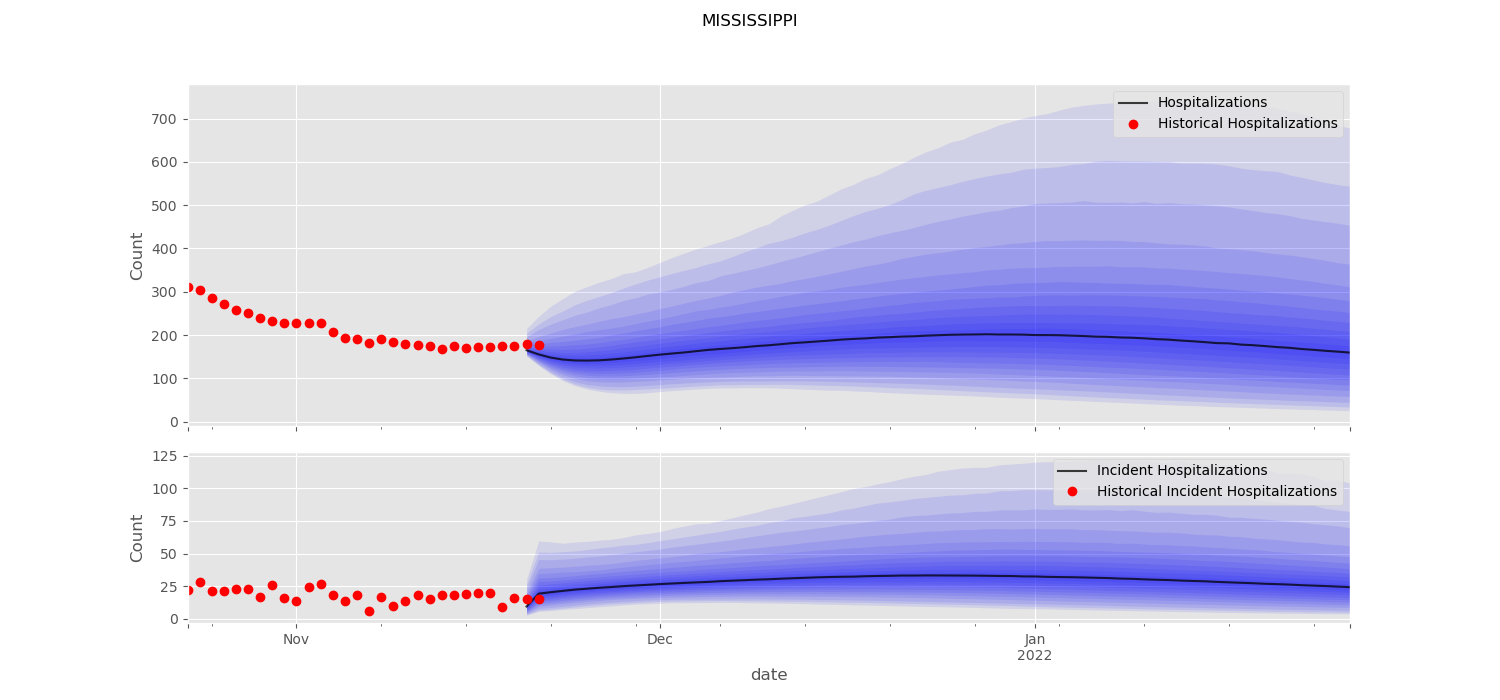 MISSISSIPPI
Hospitalizations
Historical Hospitalizations
Count
700
600
500
400
300
200
100
0
Incident Hospitalizations
Historical Incident Hospitalizations
Count
125
100
75
50
25
0
Nov
Dec
Jan
2022
date